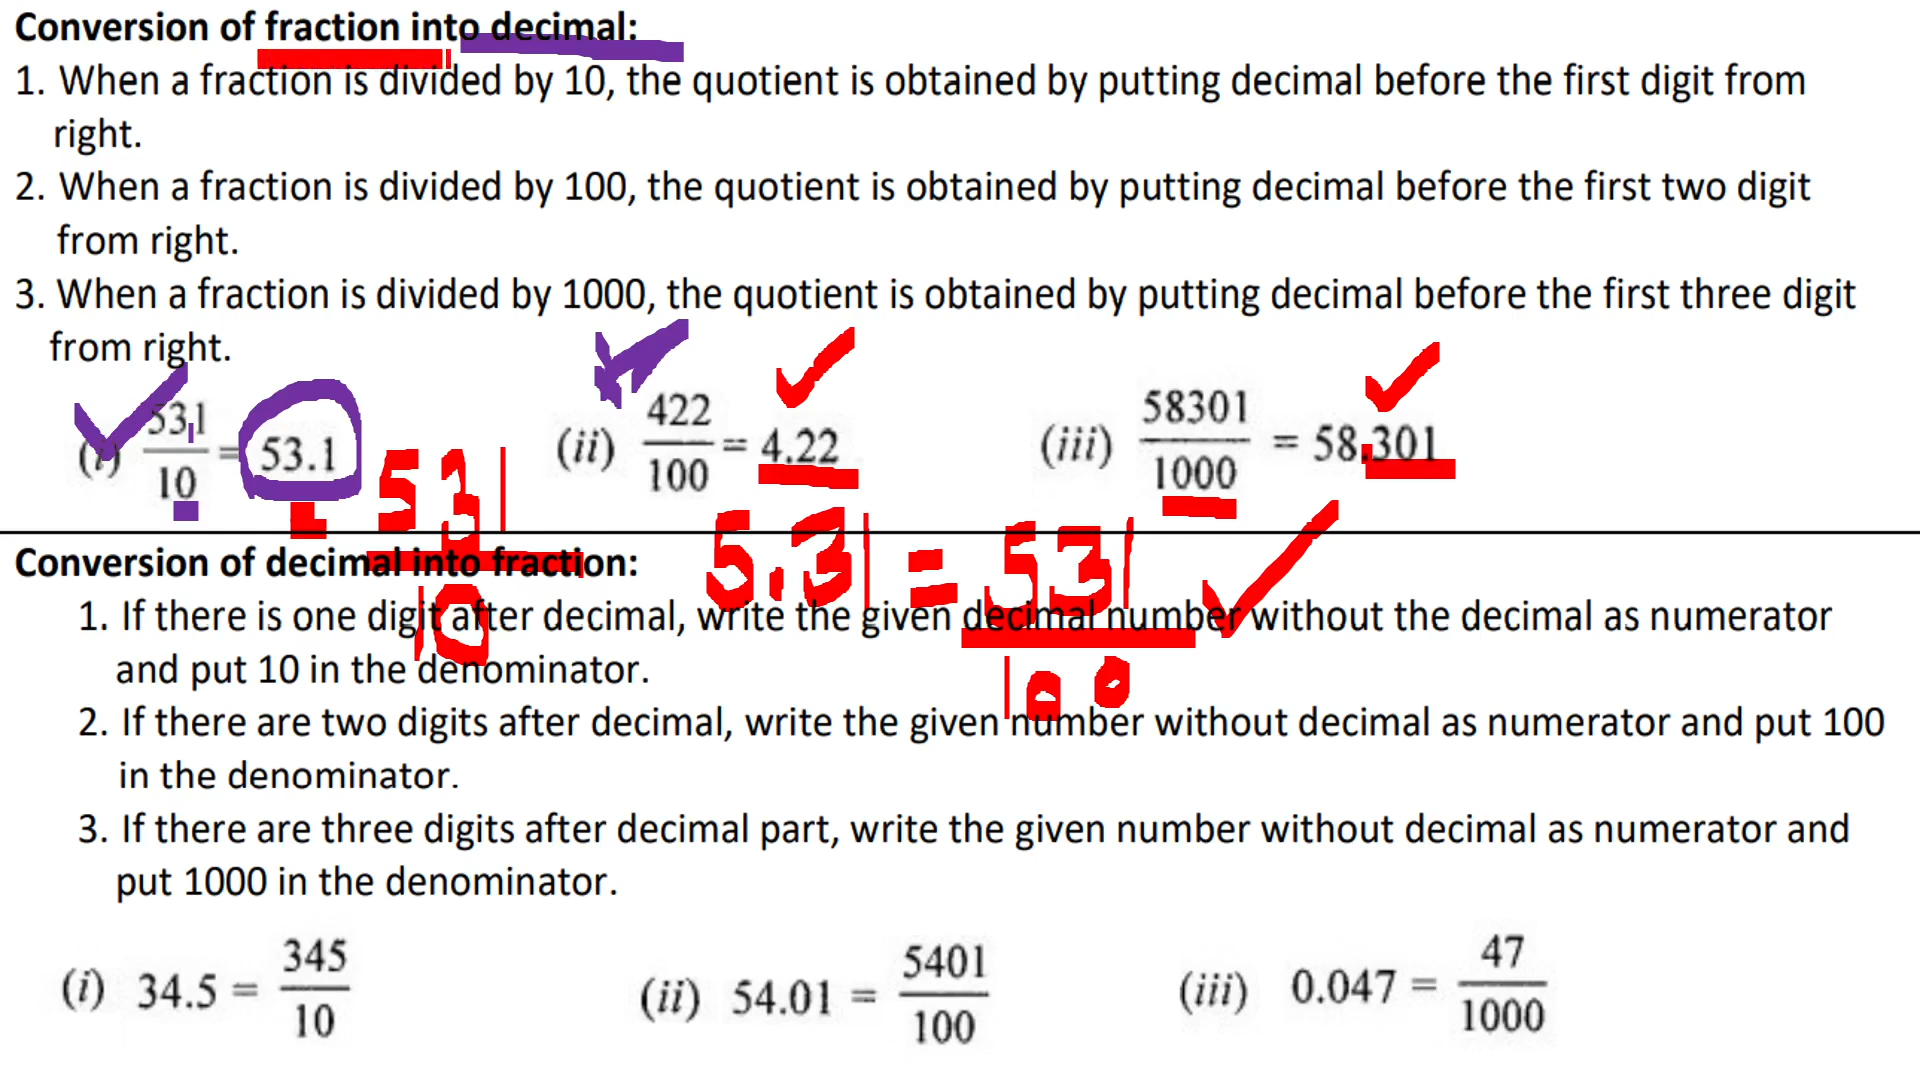 Conversion of fraction into decimal:
1. When a fraction is divided by 10, the quotient is obtained by putting decimal before the first digit from
right.
2. When a fraction is divided by 100, the quotient is obtained by putting decimal before the first two digit
from right.
3. When a fraction is divided by 1000, the quotient is obtained by putting decimal before the first three digit
from right.
(i) 531/10 = 53.1 (ii) 422/100 = 4.22 (iii) 58301/1000 = 58.301
531/10 5.31 = 531/100
Conversion of decimal into fraction:
1. If there is one digit after decimal, write the given decimal number without the decimal as numerator
and put 10 in the denominator.
2. If there are two digits after decimal, write the given number without decimal as numerator and put 100
in the denominator.
3. If there are three digits after decimal part, write the given number without decimal as numerator and
put 1000 in the denominator.
(i) 34.5 = 345/10 (ii) 54.01 = 5401/100 (iii) 0.047 = 47/1000